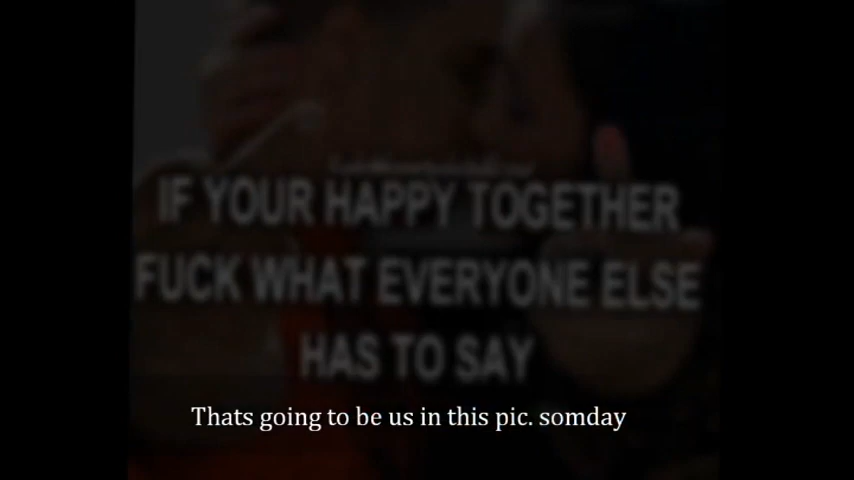 IF YOUR HAPPY TOGETHER
FUCK WHAT EVERYONE ELSE
HAS TO SAY
Thats going to be us in this pic. somday